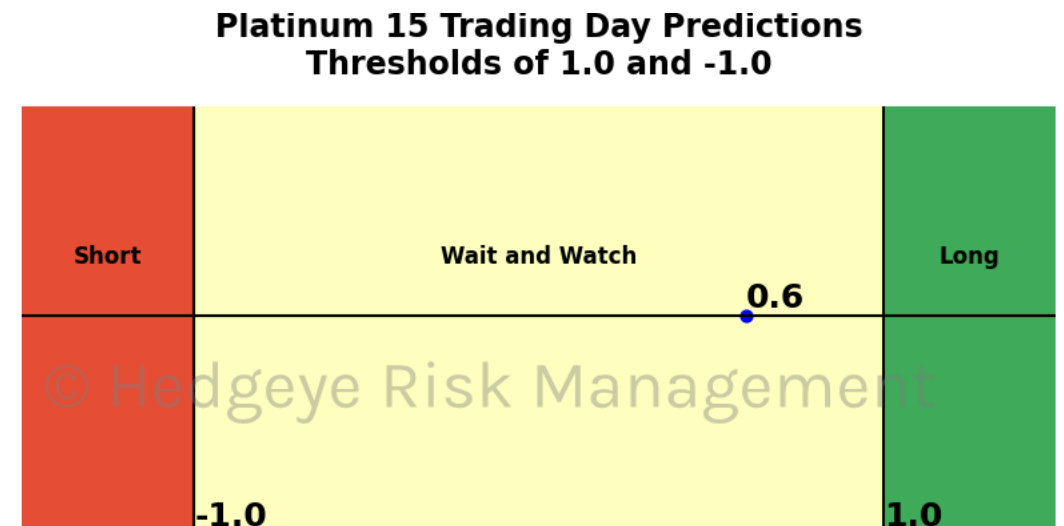 Platinum 15 Trading Day Predictions
Thresholds of 1.0 and -1.0
Short
Wait and Watch
Long
0.6
© Hedgeye Risk Management
-1.0
1.0